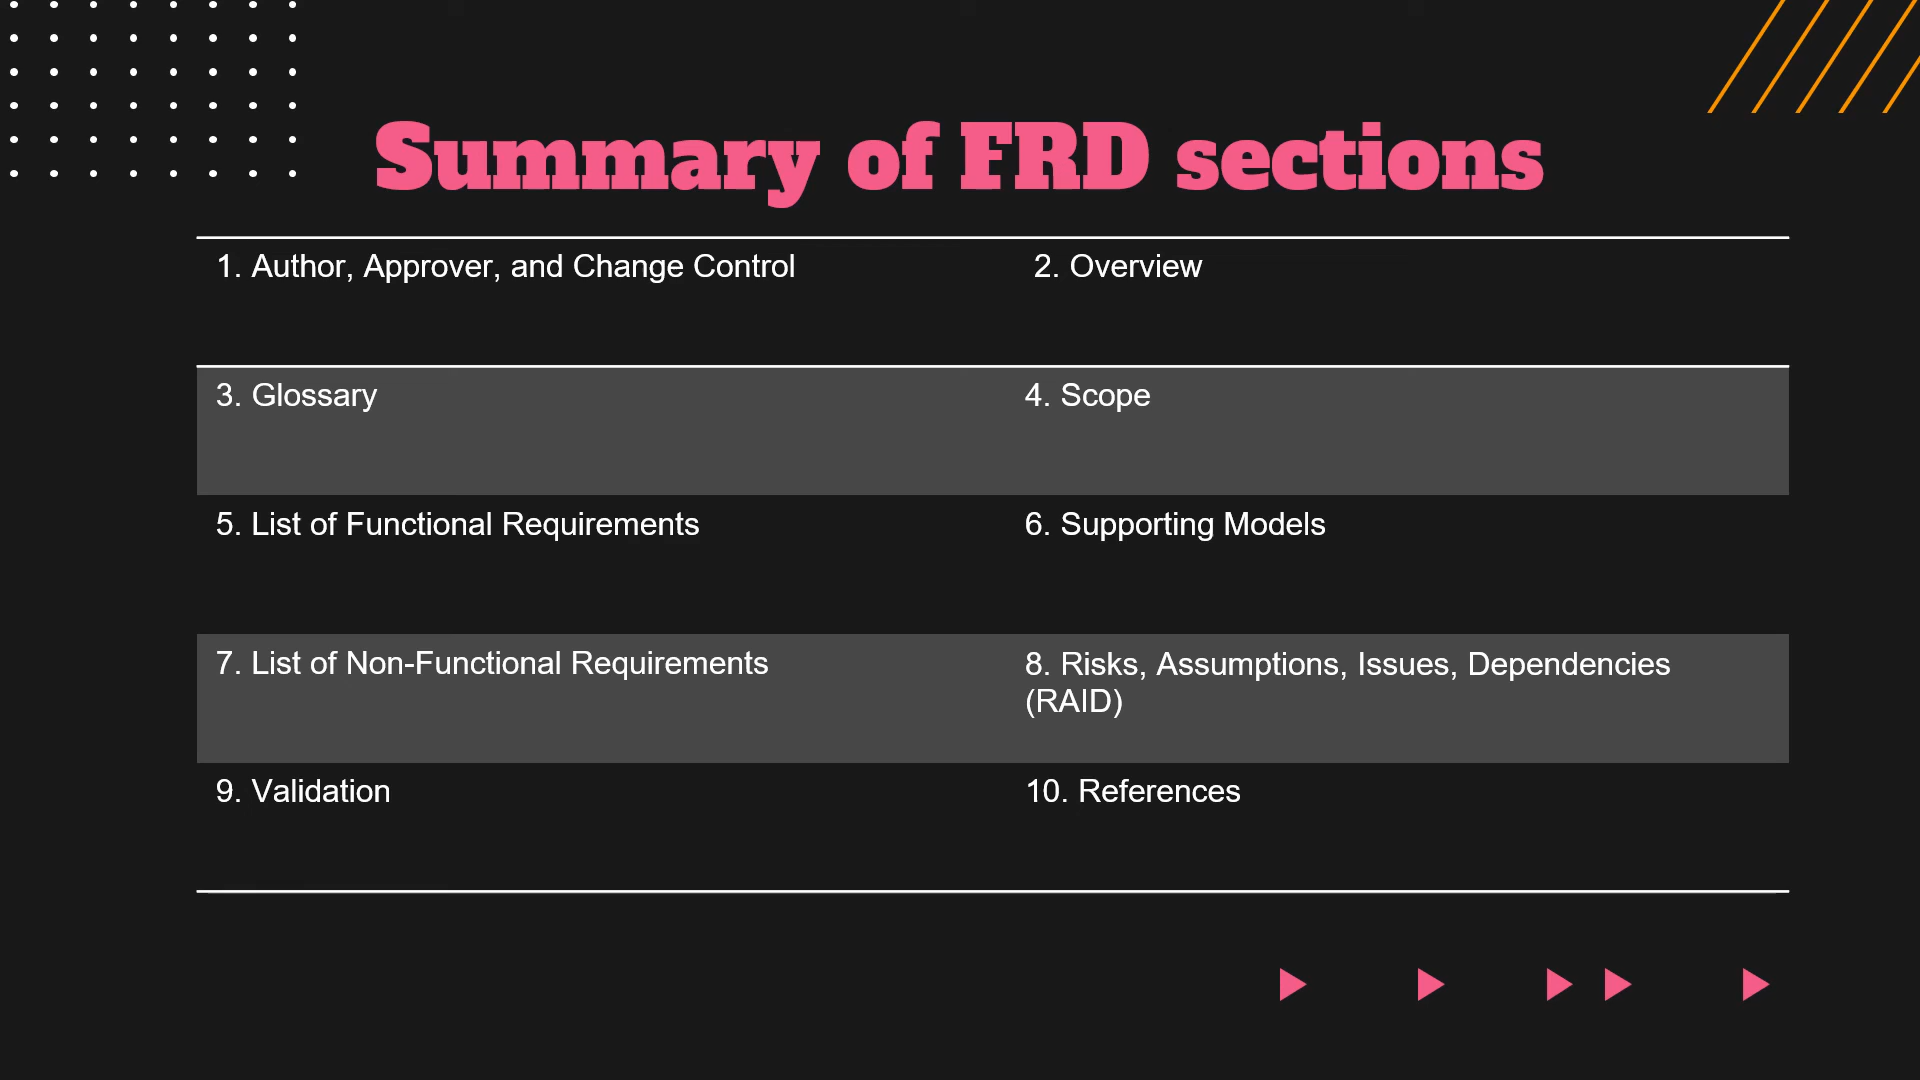 Summary of FRD sections
1. Author, Approver, and Change Control
2. Overview
3. Glossary
4. Scope
5. List of Functional Requirements
6. Supporting Models
7. List of Non-Functional Requirements
8. Risks, Assumptions, Issues, Dependencies
(RAID)
9. Validation
10. References